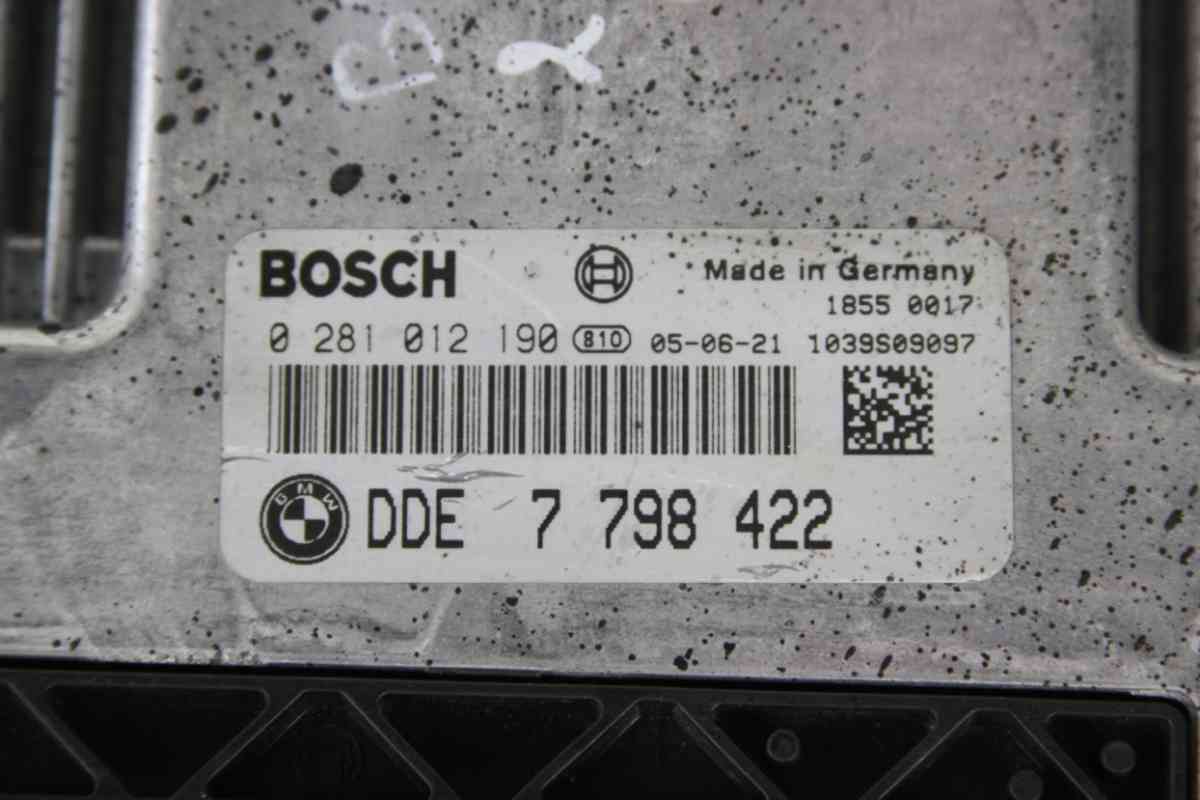 B
BOSCH Made in Germany
1855 0017
0 281 012 190 810 05-06-21 1039S09097
BMW DDE 7 798 422